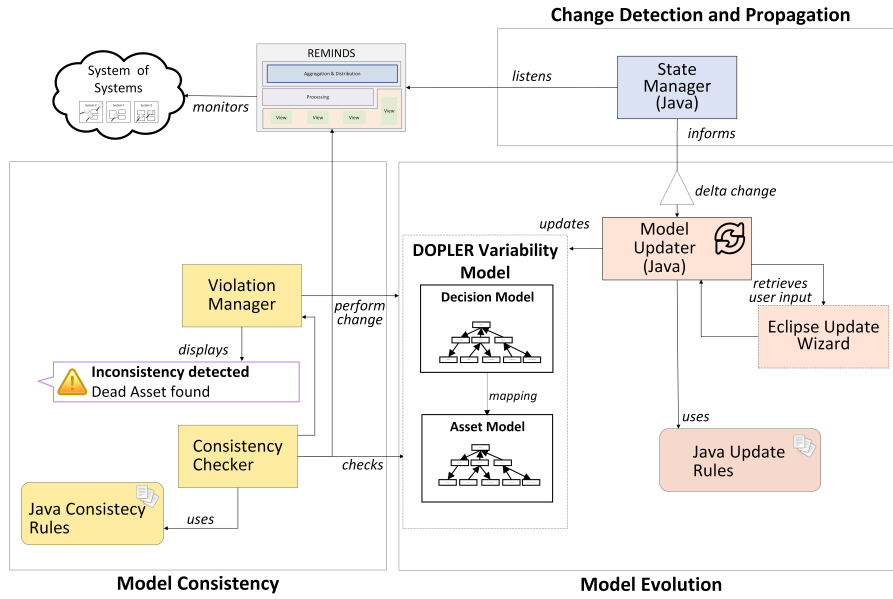 Change Detection and Propagation
System of
Systems
System X
System Y
System Z
monitors
REMINDS
Aggregation & Distribution
Processing
View
View
View
View
listens
State
Manager
(Java)
informs
delta change
updates
Model
Updater
(Java)
retrieves
user input
Eclipse Update
Wizard
uses
Java Update
Rules
DOPLER Variability
Model
Decision Model
mapping
Asset Model
Violation
Manager
perform
change
displays
Inconsistency detected
Dead Asset found
Consistency
Checker
checks
uses
Java Consistecy
Rules
Model Consistency
Model Evolution